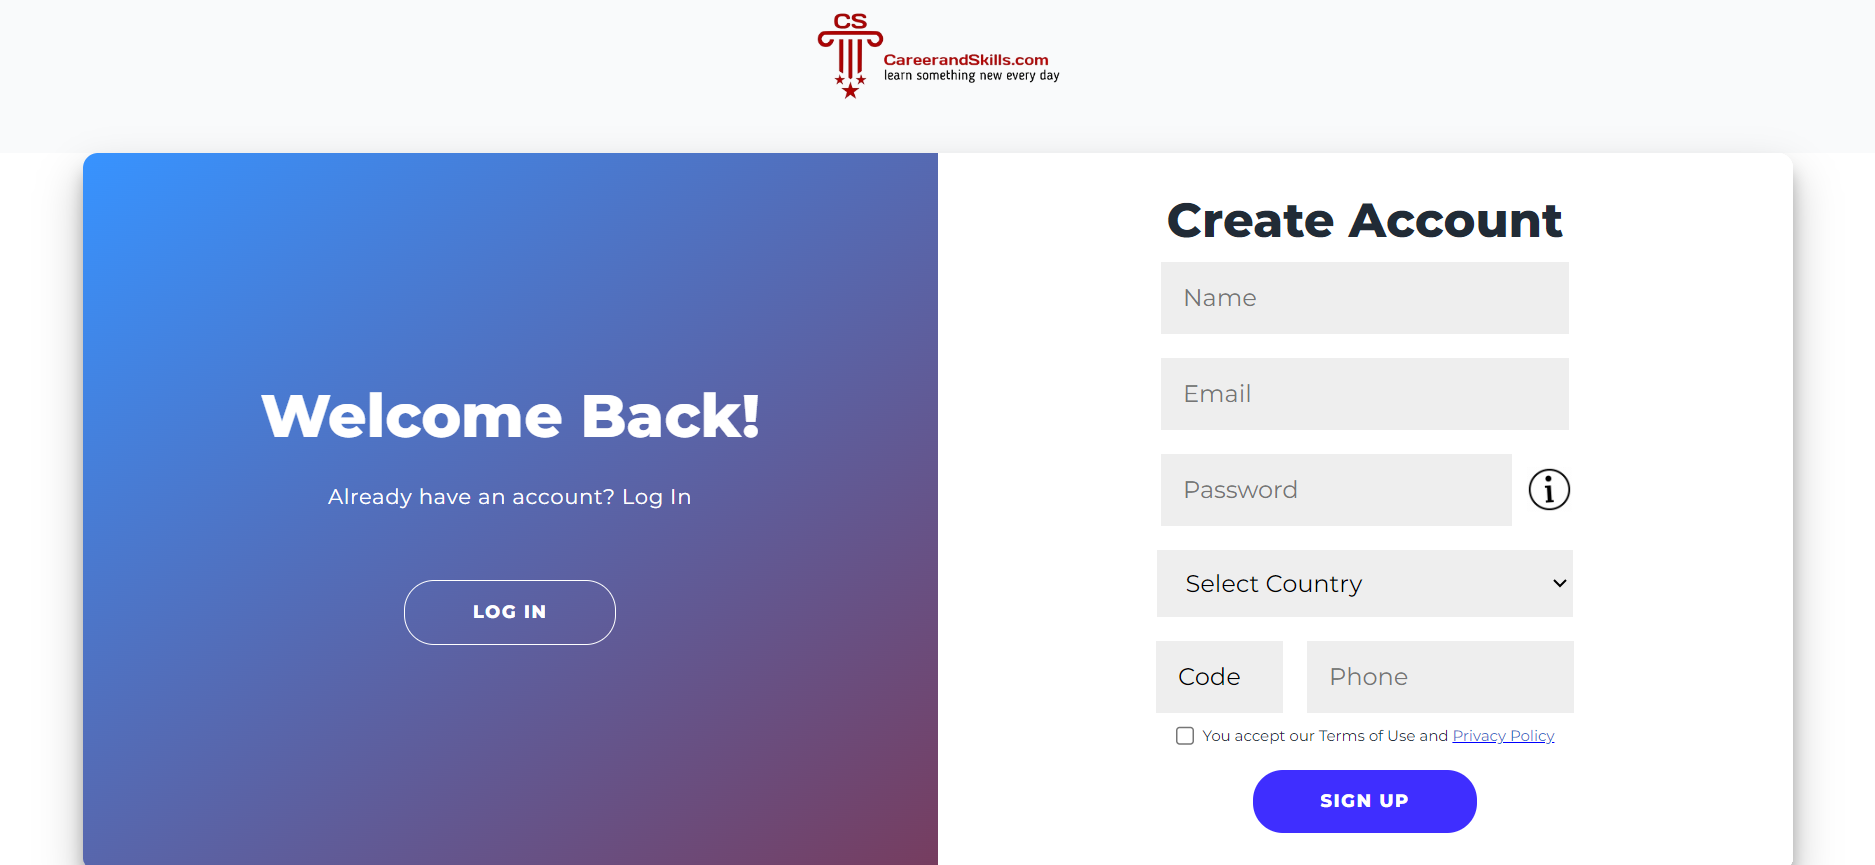 CS
CareerandSkills.com
learn something new every day
Welcome Back!
Already have an account? Log In
LOG IN
Create Account
Name
Email
Password
Select Country
Code
Phone
You accept our Terms of Use and Privacy Policy
SIGN UP